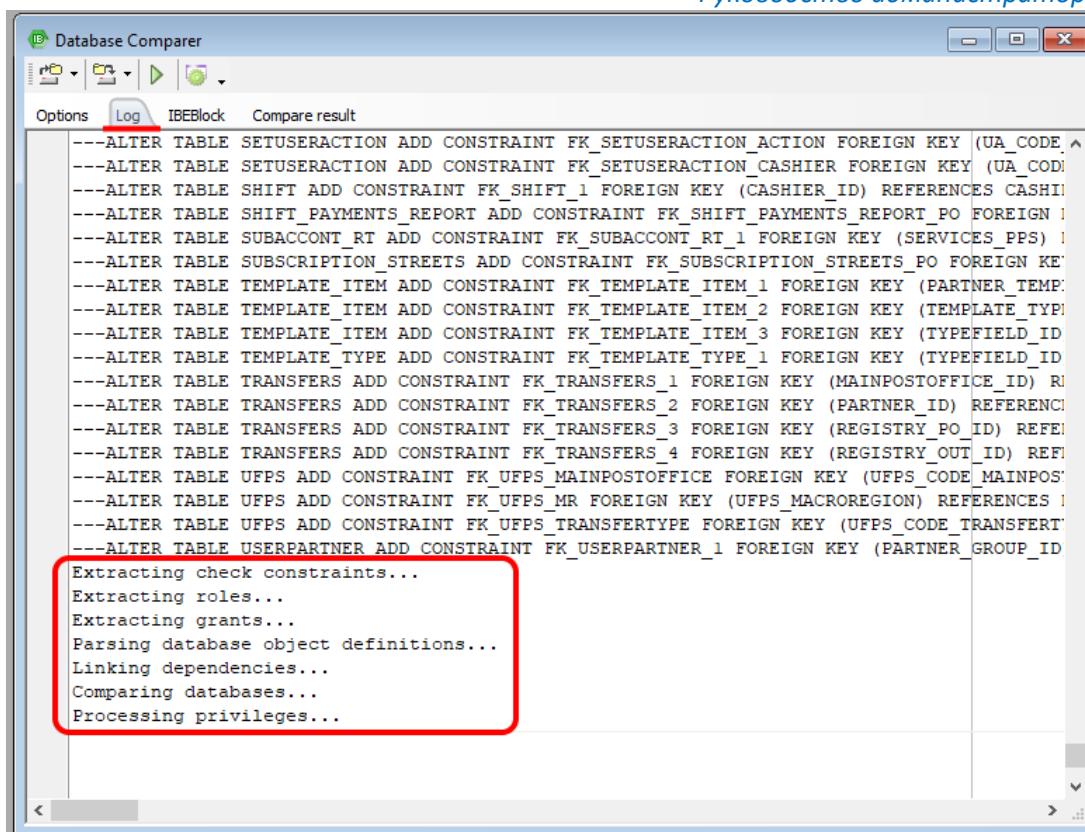 Руководство администратор
Database Comparer
Options Log IBEBlock Compare result
---ALTER TABLE SETUSERACTION ADD CONSTRAINT FK_SETUSERACTION_ACTION FOREIGN KEY (UA_CODE_
---ALTER TABLE SETUSERACTION ADD CONSTRAINT FK_SETUSERACTION_CASHIER FOREIGN KEY (UA_COD
---ALTER TABLE SHIFT ADD CONSTRAINT FK_SHIFT_1 FOREIGN KEY (CASHIER_ID) REFERENCES CASHI
---ALTER TABLE SHIFT_PAYMENTS_REPORT ADD CONSTRAINT FK_SHIFT_PAYMENTS_REPORT_PO FOREIGN
---ALTER TABLE SUBACCONT_RT ADD CONSTRAINT FK_SUBACCONT_RT_1 FOREIGN KEY (SERVICES_PPS)
---ALTER TABLE SUBSCRIPTION_STREETS ADD CONSTRAINT FK_SUBSCRIPTION_STREETS_PO FOREIGN KE
---ALTER TABLE TEMPLATE_ITEM ADD CONSTRAINT FK_TEMPLATE_ITEM_1 FOREIGN KEY (PARTNER_TEMP
---ALTER TABLE TEMPLATE_ITEM ADD CONSTRAINT FK_TEMPLATE_ITEM_2 FOREIGN KEY (TEMPLATE_TYP
---ALTER TABLE TEMPLATE_ITEM ADD CONSTRAINT FK_TEMPLATE_ITEM_3 FOREIGN KEY (TYPEFIELD_ID
---ALTER TABLE TEMPLATE_TYPE ADD CONSTRAINT FK_TEMPLATE_TYPE_1 FOREIGN KEY (TYPEFIELD_ID
---ALTER TABLE TRANSFERS ADD CONSTRAINT FK_TRANSFERS_1 FOREIGN KEY (MAINPOSTOFFICE_ID) R
---ALTER TABLE TRANSFERS ADD CONSTRAINT FK_TRANSFERS_2 FOREIGN KEY (PARTNER_ID) REFERENC
---ALTER TABLE TRANSFERS ADD CONSTRAINT FK_TRANSFERS_3 FOREIGN KEY (REGISTRY_PO_ID) REFE
---ALTER TABLE TRANSFERS ADD CONSTRAINT FK_TRANSFERS_4 FOREIGN KEY (REGISTRY_OUT_ID) REF
---ALTER TABLE UFPS ADD CONSTRAINT FK_UFPS_MAINPOSTOFFICE FOREIGN KEY (UFPS_CODE_MAINPOS
---ALTER TABLE UFPS ADD CONSTRAINT FK_UFPS_MR FOREIGN KEY (UFPS_MACROREGION) REFERENCES
---ALTER TABLE UFPS ADD CONSTRAINT FK_UFPS_TRANSFERTYPE FOREIGN KEY (UFPS_CODE_TRANSFERT
---ALTER TABLE USERPARTNER ADD CONSTRAINT FK_USERPARTNER_1 FOREIGN KEY (PARTNER_GROUP_ID
Extracting check constraints...
Extracting roles...
Extracting grants...
Parsing database object definitions...
Linking dependencies...
Comparing databases...
Processing privileges...